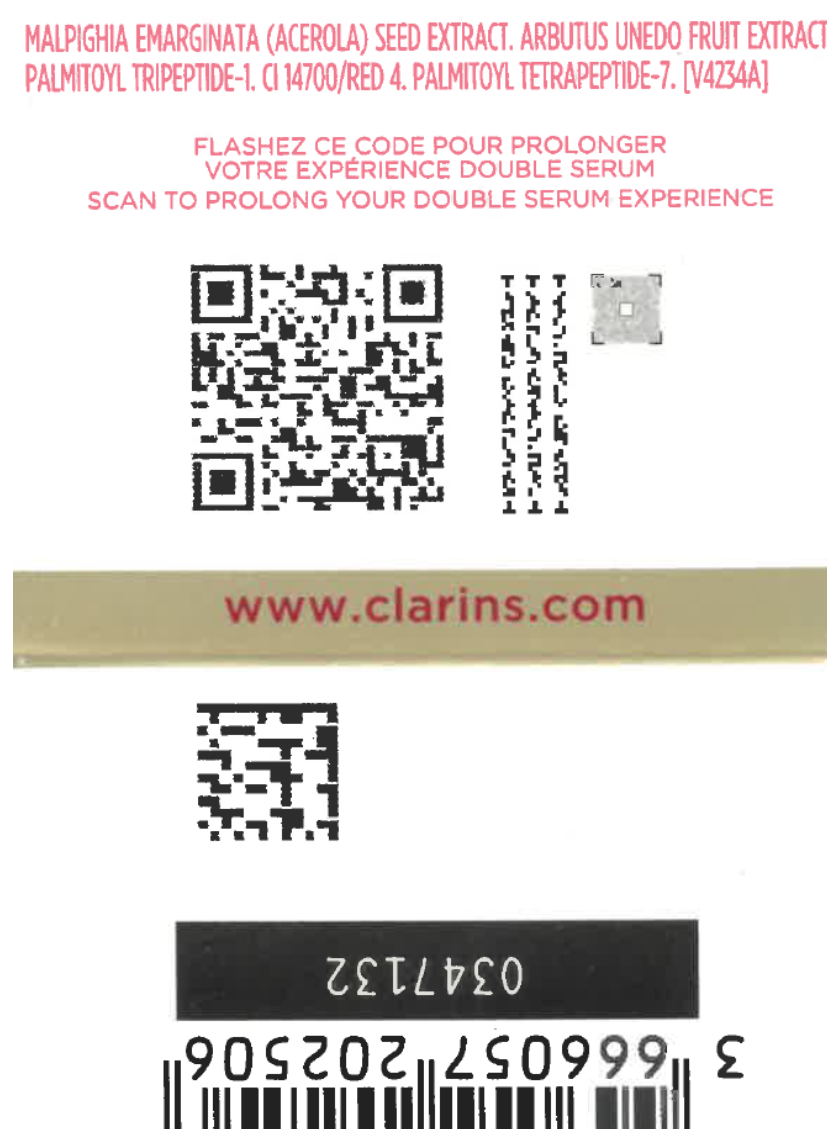 MALPIGHIA EMARGINATA (ACEROLA) SEED EXTRACT. ARBUTUS UNEDO FRUIT EXTRACT
PALMITOYL TRIPEPTIDE-1. CI 14700/RED 4. PALMITOYL TETRAPEPTIDE-7. [V4234A]
FLASHEZ CE CODE POUR PROLONGER
VOTRE EXPÉRIENCE DOUBLE SERUM
SCAN TO PROLONG YOUR DOUBLE SERUM EXPERIENCE
www.clarins.com
0347132
3 666057 202506